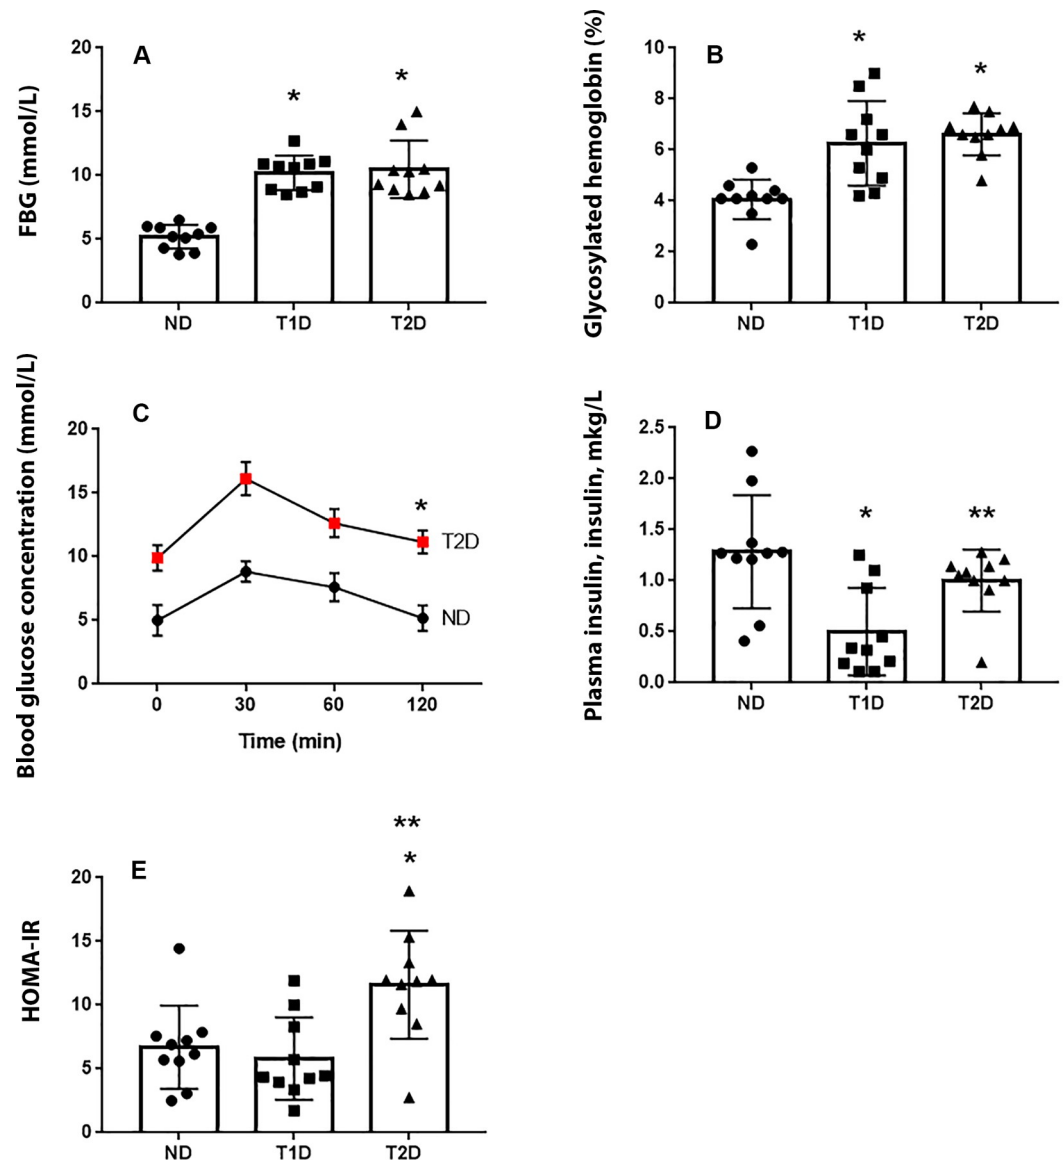 A
FBG (mmol/L)
20
15
10
5
0
*
*
ND
T1D
T2D
B
Glycosylated hemoglobin (%)
10
8
6
4
2
0
*
*
ND
T1D
T2D
C
Blood glucose concentration (mmol/L)
20
15
10
5
0
*
T2D
ND
0
30
60
120
Time (min)
D
Plasma insulin, insulin, mkg/L
2.5
2.0
1.5
1.0
0.5
0.0
*
**
ND
T1D
T2D
E
HOMA-IR
20
15
10
5
0
**
*
ND
T1D
T2D